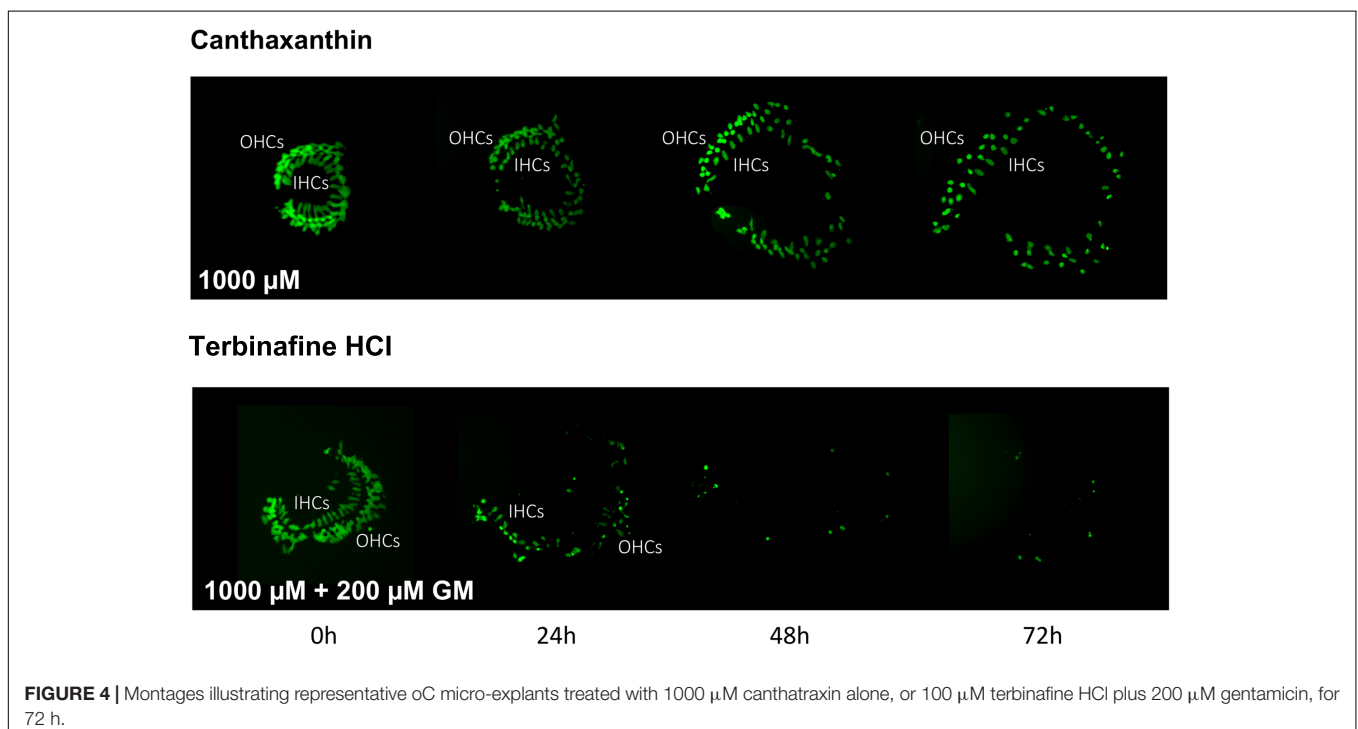 Canthaxanthin
OHCs
IHCs
OHCs
IHCs
OHCs
IHCs
OHCs
IHCs
1000 µM
Terbinafine HCl
IHCs
OHCs
IHCs
OHCs
1000 µM + 200 µM GM
0h 24h 48h 72h
FIGURE 4 | Montages illustrating representative oC micro-explants treated with 1000 µM canthatraxin alone, or 100 µM terbinafine HCl plus 200 µM gentamicin, for
72 h.